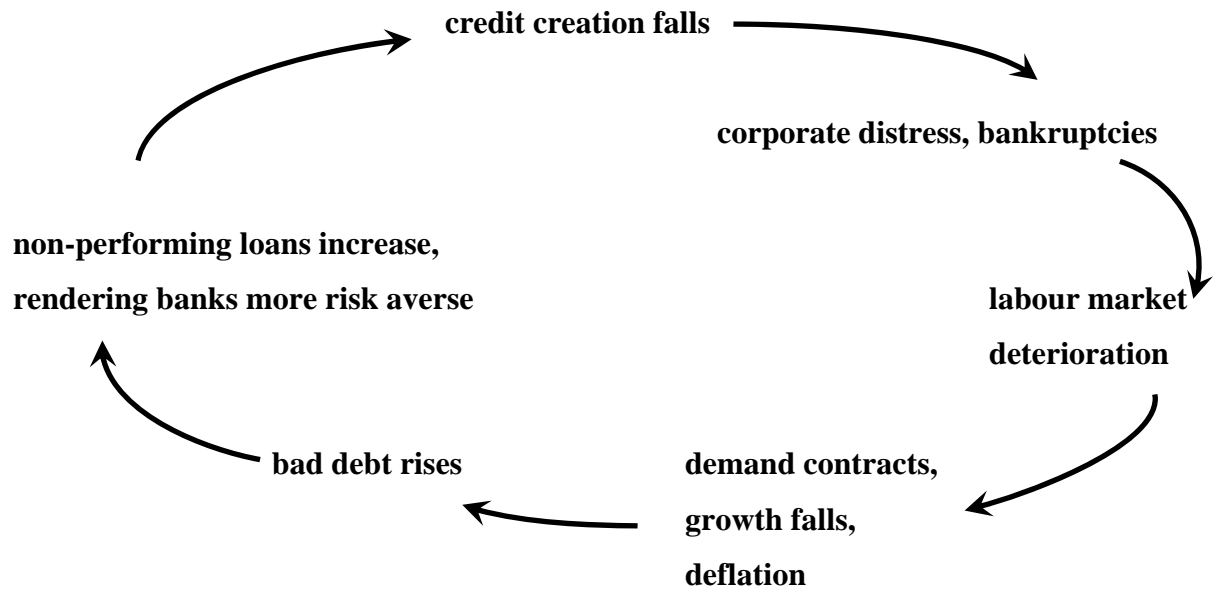 credit creation falls
corporate distress, bankruptcies
labour market
deterioration
demand contracts,
growth falls,
deflation
bad debt rises
non-performing loans increase,
rendering banks more risk averse